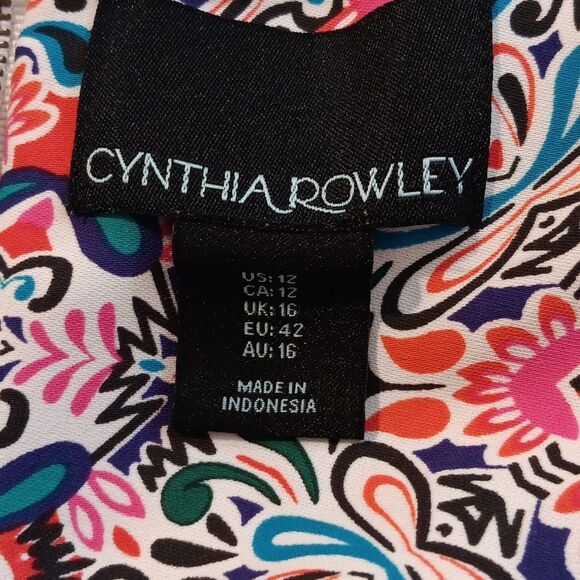 CYNTHIA ROWLEY
US: 12
CA: 12
UK: 16
EU: 42
AU: 16
MADE IN
INDONESIA